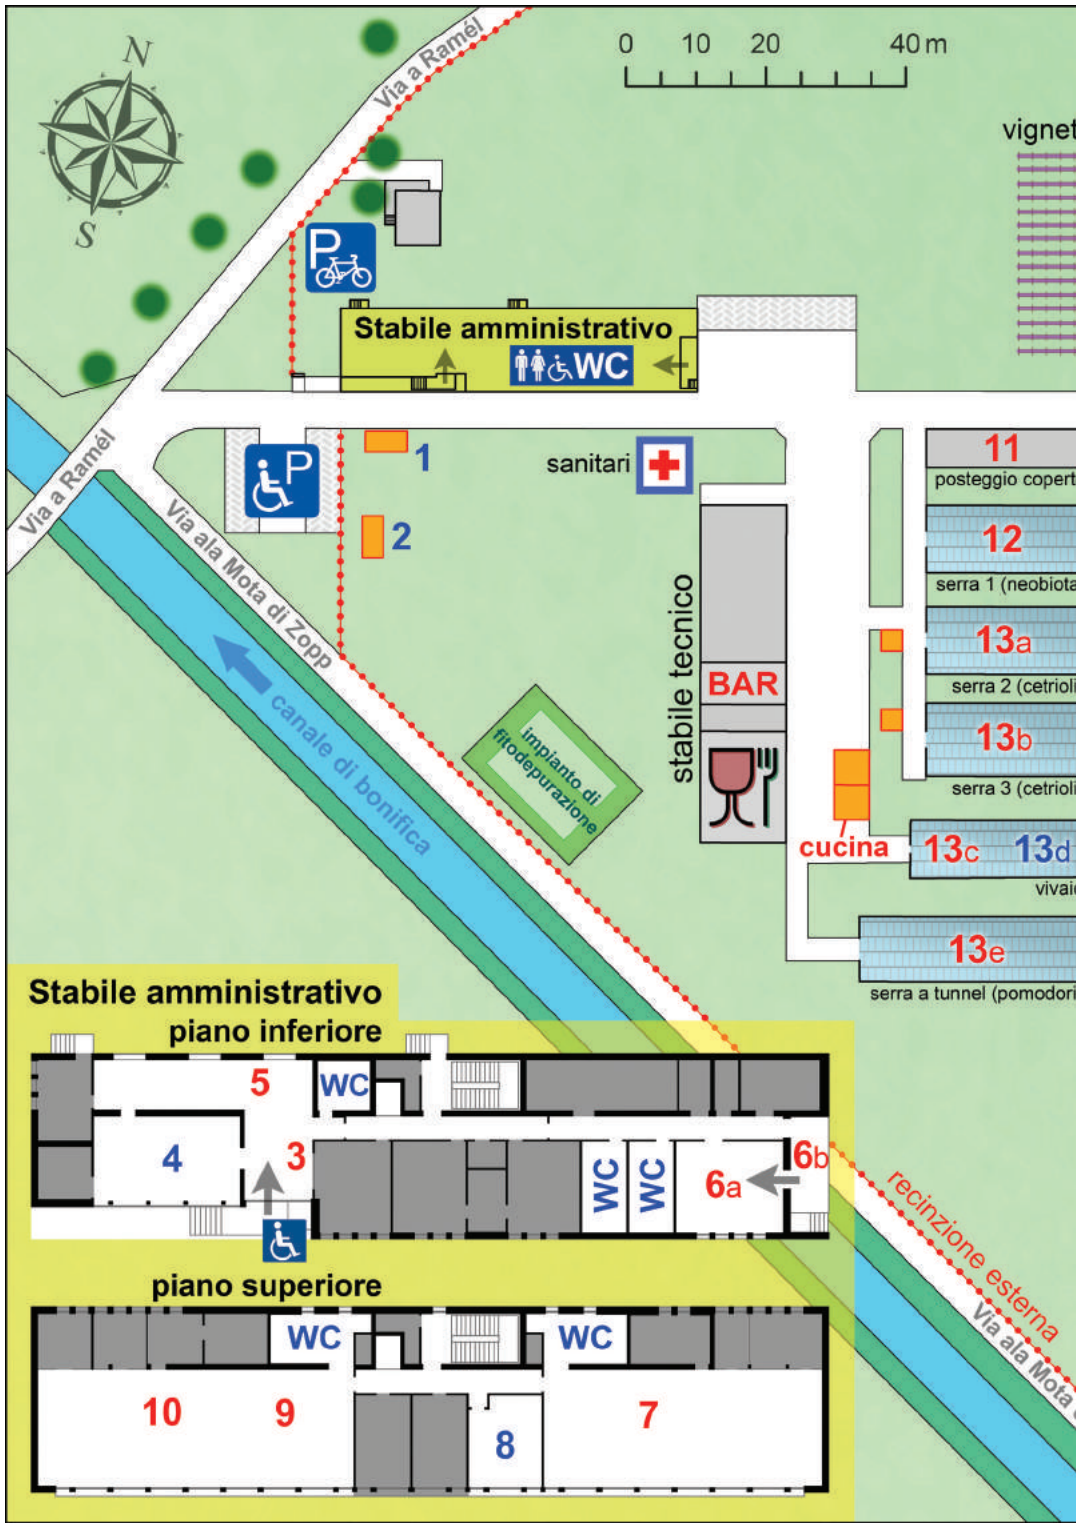 N
S
Via a Ramél
0 10 20 40 m
vignet
P
Stabile amministrativo
WC
Via a Ramél
P
1
2
sanitari
11
posteggio copert
12
serra 1 (neobiota
13a
serra 2 (cetrioli
13b
serra 3 (cetrioli
13c 13d
vivaio
13e
serra a tunnel (pomodori
stabile tecnico
BAR
cucina
Via ala Mota di Zopp
canale di bonifica
impianto di
fitodepurazione
Stabile amministrativo
piano inferiore
5
WC
4
3
WC
WC
6a
6b
recinzione esterna
Via ala Mota
piano superiore
WC
WC
10
9
8
7